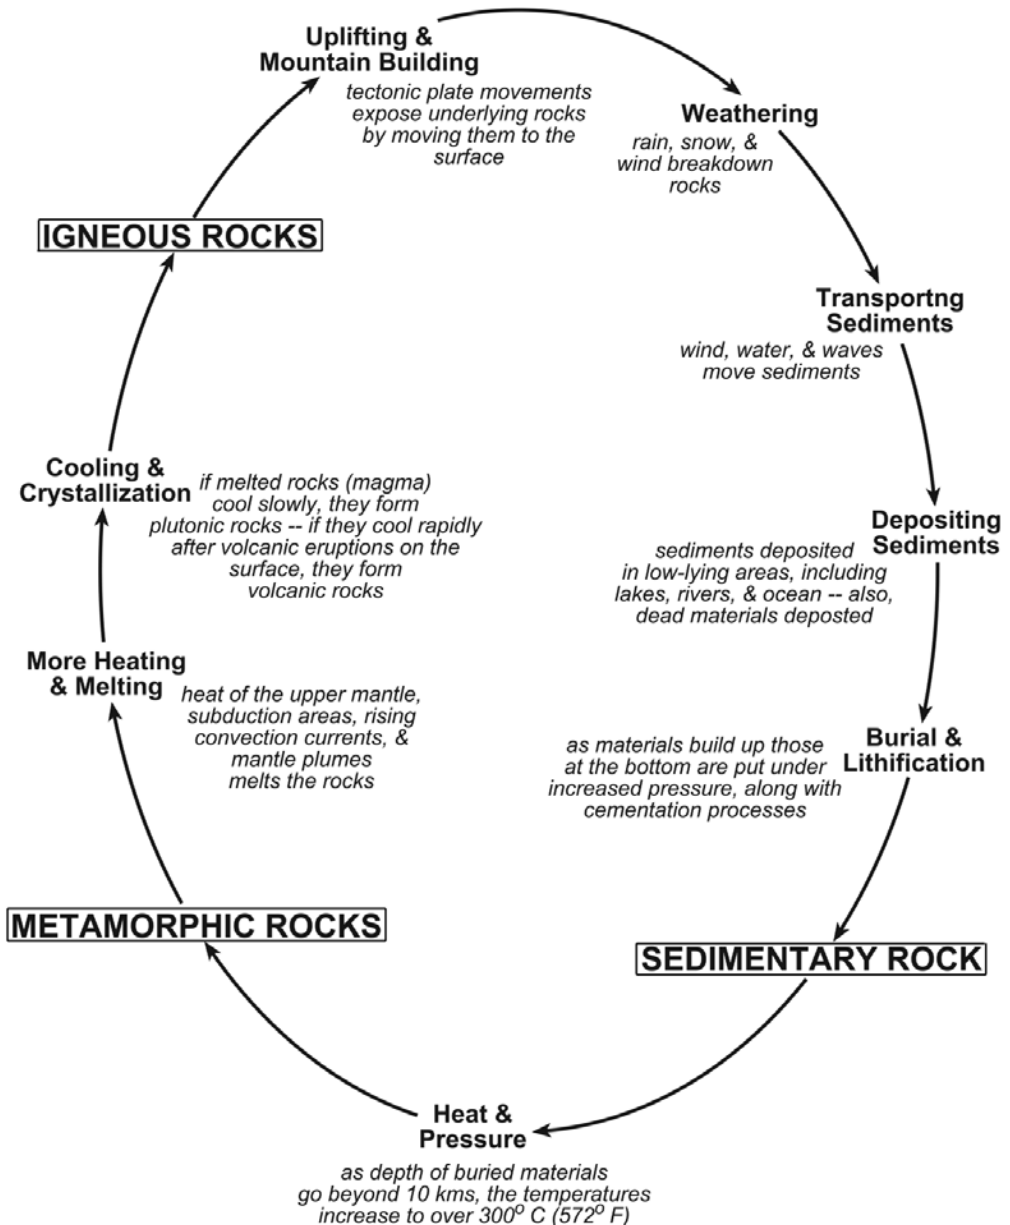 Uplifting &
Mountain Building
tectonic plate movements
expose underlying rocks
by moving them to the
surface
Weathering
rain, snow, &
wind breakdown
rocks
Transportng
Sediments
wind, water, & waves
move sediments
Depositing
Sediments
sediments deposited
in low-lying areas, including
lakes, rivers, & ocean -- also,
dead materials deposted
Burial &
Lithification
as materials build up those
at the bottom are put under
increased pressure, along with
cementation processes
SEDIMENTARY ROCK
Heat &
Pressure
as depth of buried materials
go beyond 10 kms, the temperatures
increase to over 300º C (572º F)
METAMORPHIC ROCKS
More Heating
& Melting
heat of the upper mantle,
subduction areas, rising
convection currents, &
mantle plumes
melts the rocks
Cooling &
Crystallization
if melted rocks (magma)
cool slowly, they form
plutonic rocks -- if they cool rapidly
after volcanic eruptions on the
surface, they form
volcanic rocks
IGNEOUS ROCKS